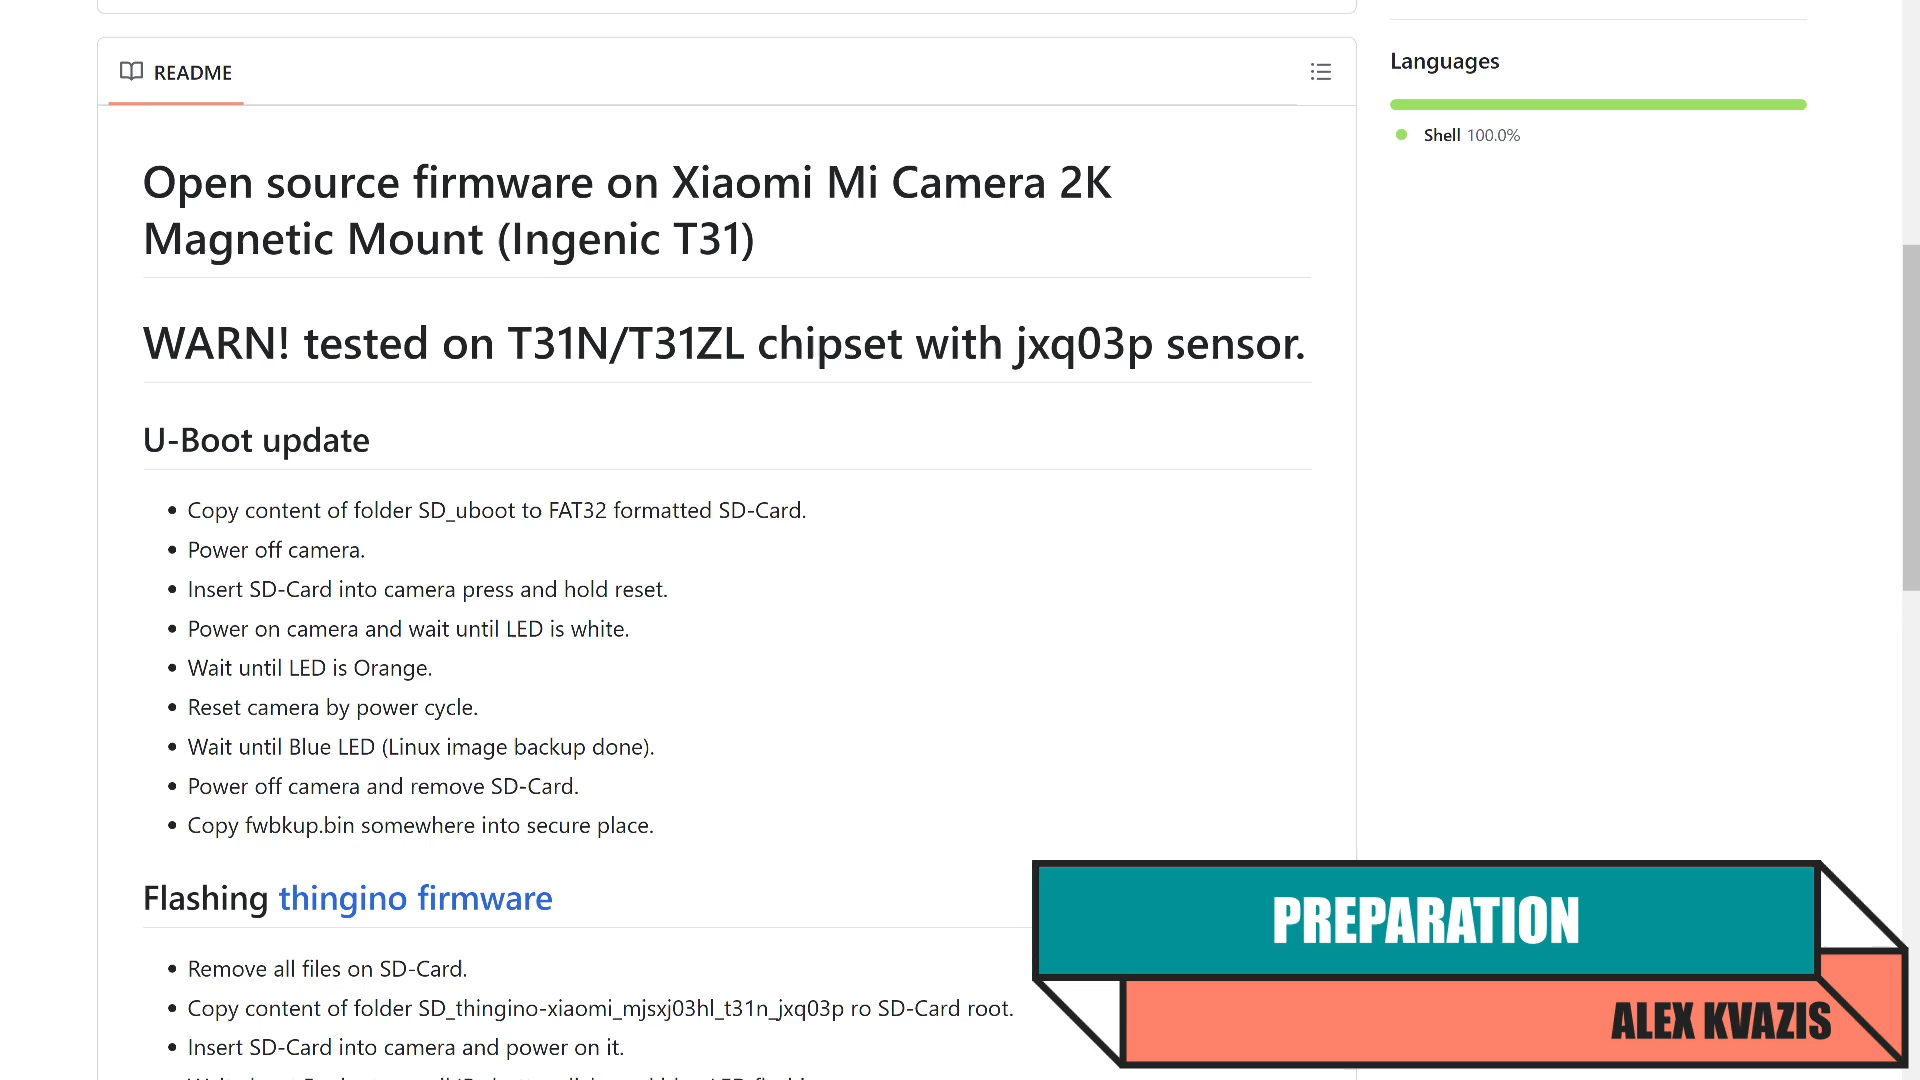 README
Languages
Shell 100.0%
Open source firmware on Xiaomi Mi Camera 2K
Magnetic Mount (Ingenic T31)
WARN! tested on T31N/T31ZL chipset with jxq03p sensor.
U-Boot update
Copy content of folder SD_uboot to FAT32 formatted SD-Card.
Power off camera.
Insert SD-Card into camera press and hold reset.
Power on camera and wait until LED is white.
Wait until LED is Orange.
Reset camera by power cycle.
Wait until Blue LED (Linux image backup done).
Power off camera and remove SD-Card.
Copy fwbkup.bin somewhere into secure place.
Flashing thingino firmware
Remove all files on SD-Card.
Copy content of folder SD_thingino-xiaomi_mjsxj03hl_t31n_jxq03p ro SD-Card root.
Insert SD-Card into camera and power on it.
PREPARATION
ALEX KVAZIS